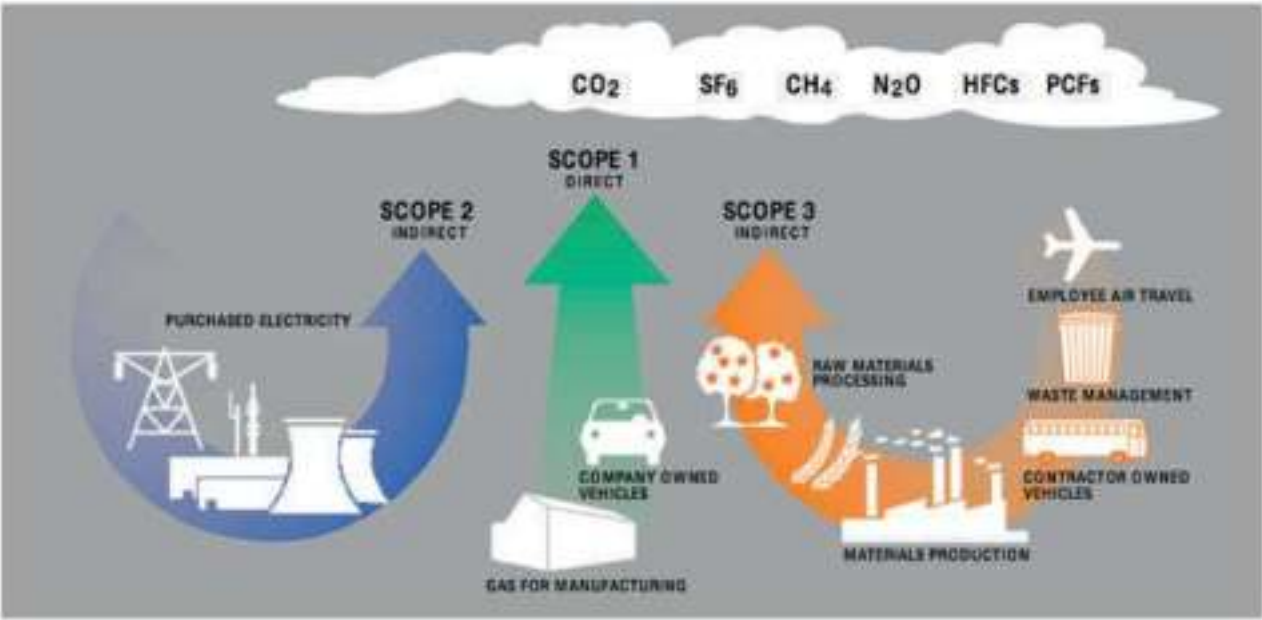 CO2 SF6 CH4 N2O HFCs PCFs
SCOPE 1
DIRECT
SCOPE 2
INDIRECT
SCOPE 3
INDIRECT
PURCHASED ELECTRICITY
COMPANY OWNED
VEHICLES
GAS FOR MANUFACTURING
RAW MATERIALS
PROCESSING
MATERIALS PRODUCTION
EMPLOYEE AIR TRAVEL
WASTE MANAGEMENT
CONTRACTOR OWNED
VEHICLES